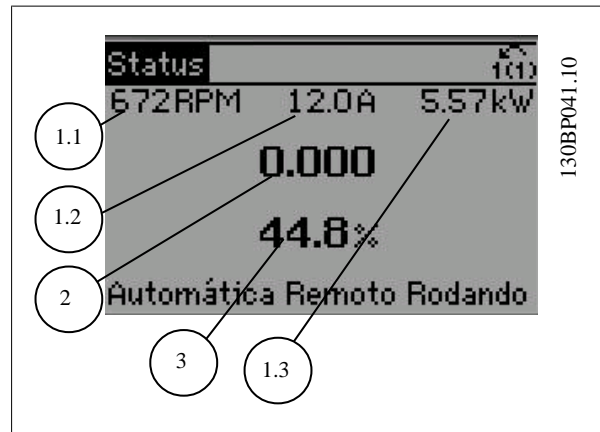 Status 1(1)
672RPM 12.0A 5.57kW
0.000
44.8%
Automática Remoto Rodando
1.1
1.2
2
3
1.3
130BP041.10